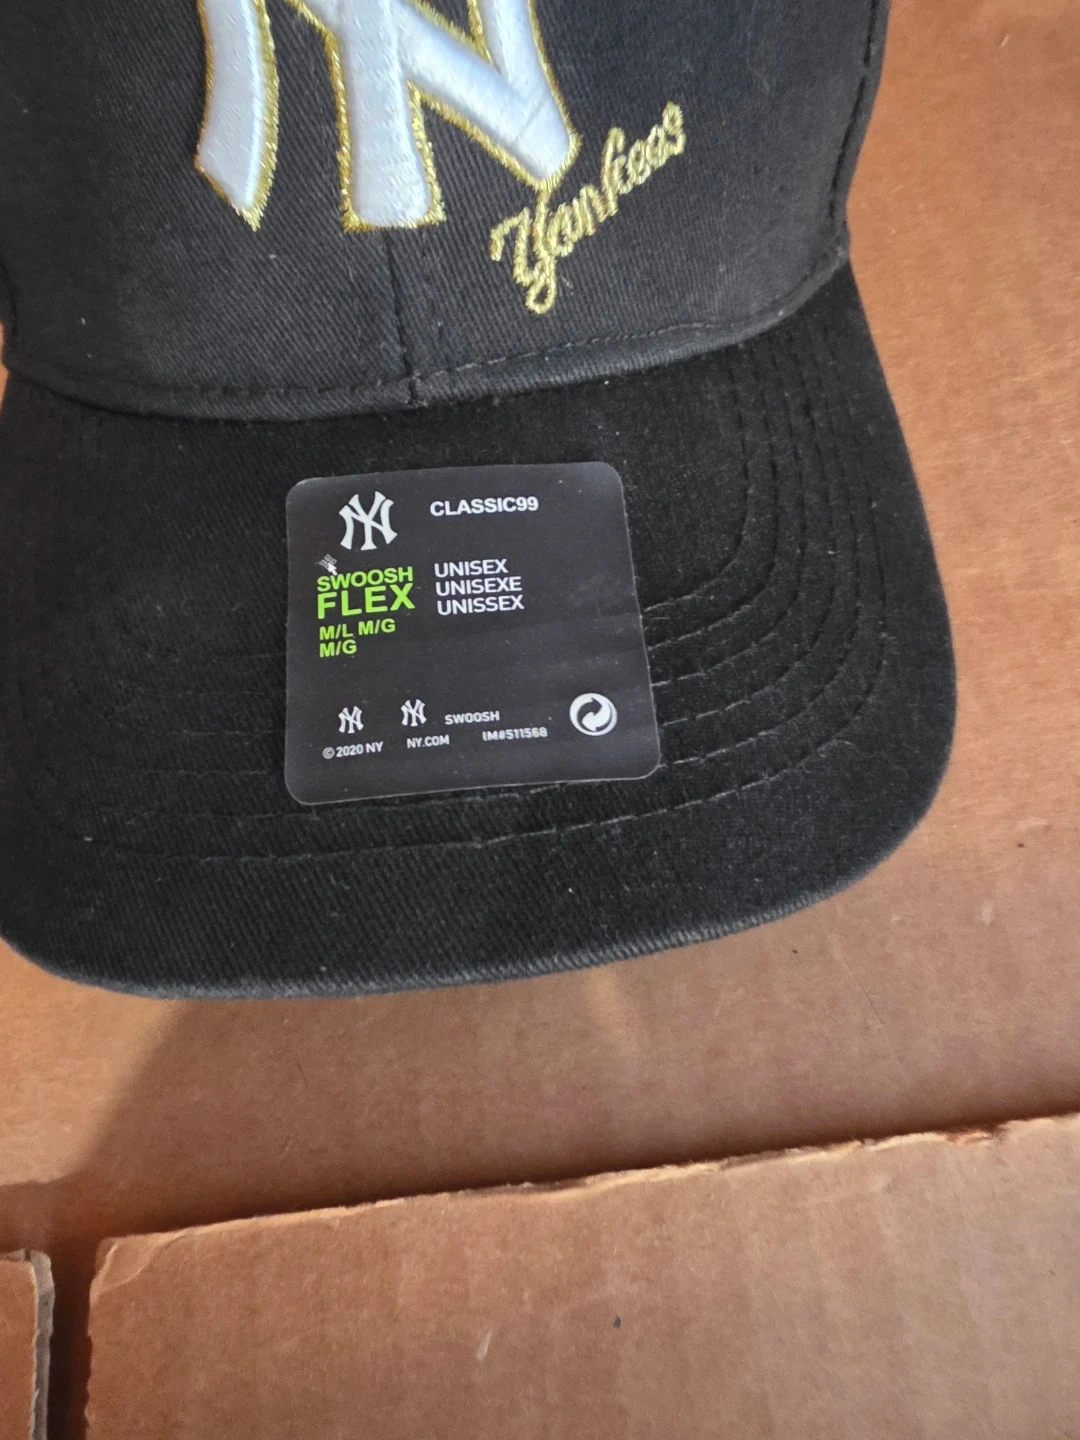 NY
Yankees
NY CLASSIC99
SWOOSH
FLEX
M/L M/G
M/G
UNISEX
UNISEXE
UNISSEX
NY NY SWOOSH
© 2020 NY NY.COM IM#511568